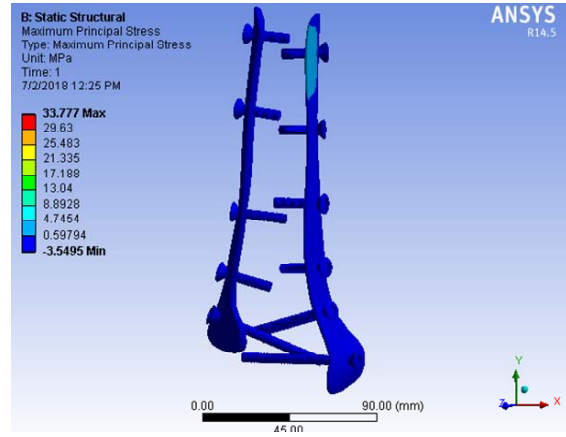 B: Static Structural
Maximum Principal Stress
Type: Maximum Principal Stress
Unit: MPa
Time: 1
7/2/2018 12:25 PM
ANSYS
R14.5
33.777 Max
29.63
25.483
21.335
17.188
13.04
8.8928
4.7454
0.59794
-3.5495 Min
0.00
90.00 (mm)
45.00
Y
Z
X